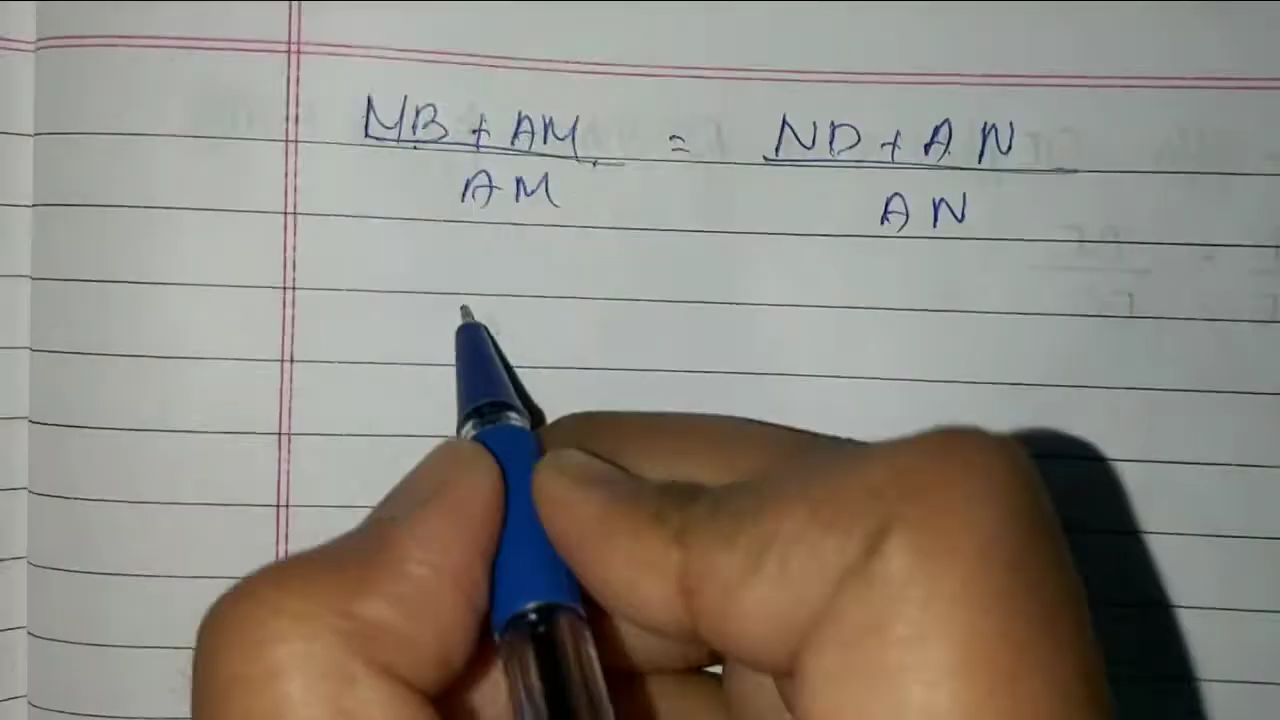 MB + AM = ND + AN
AM AN